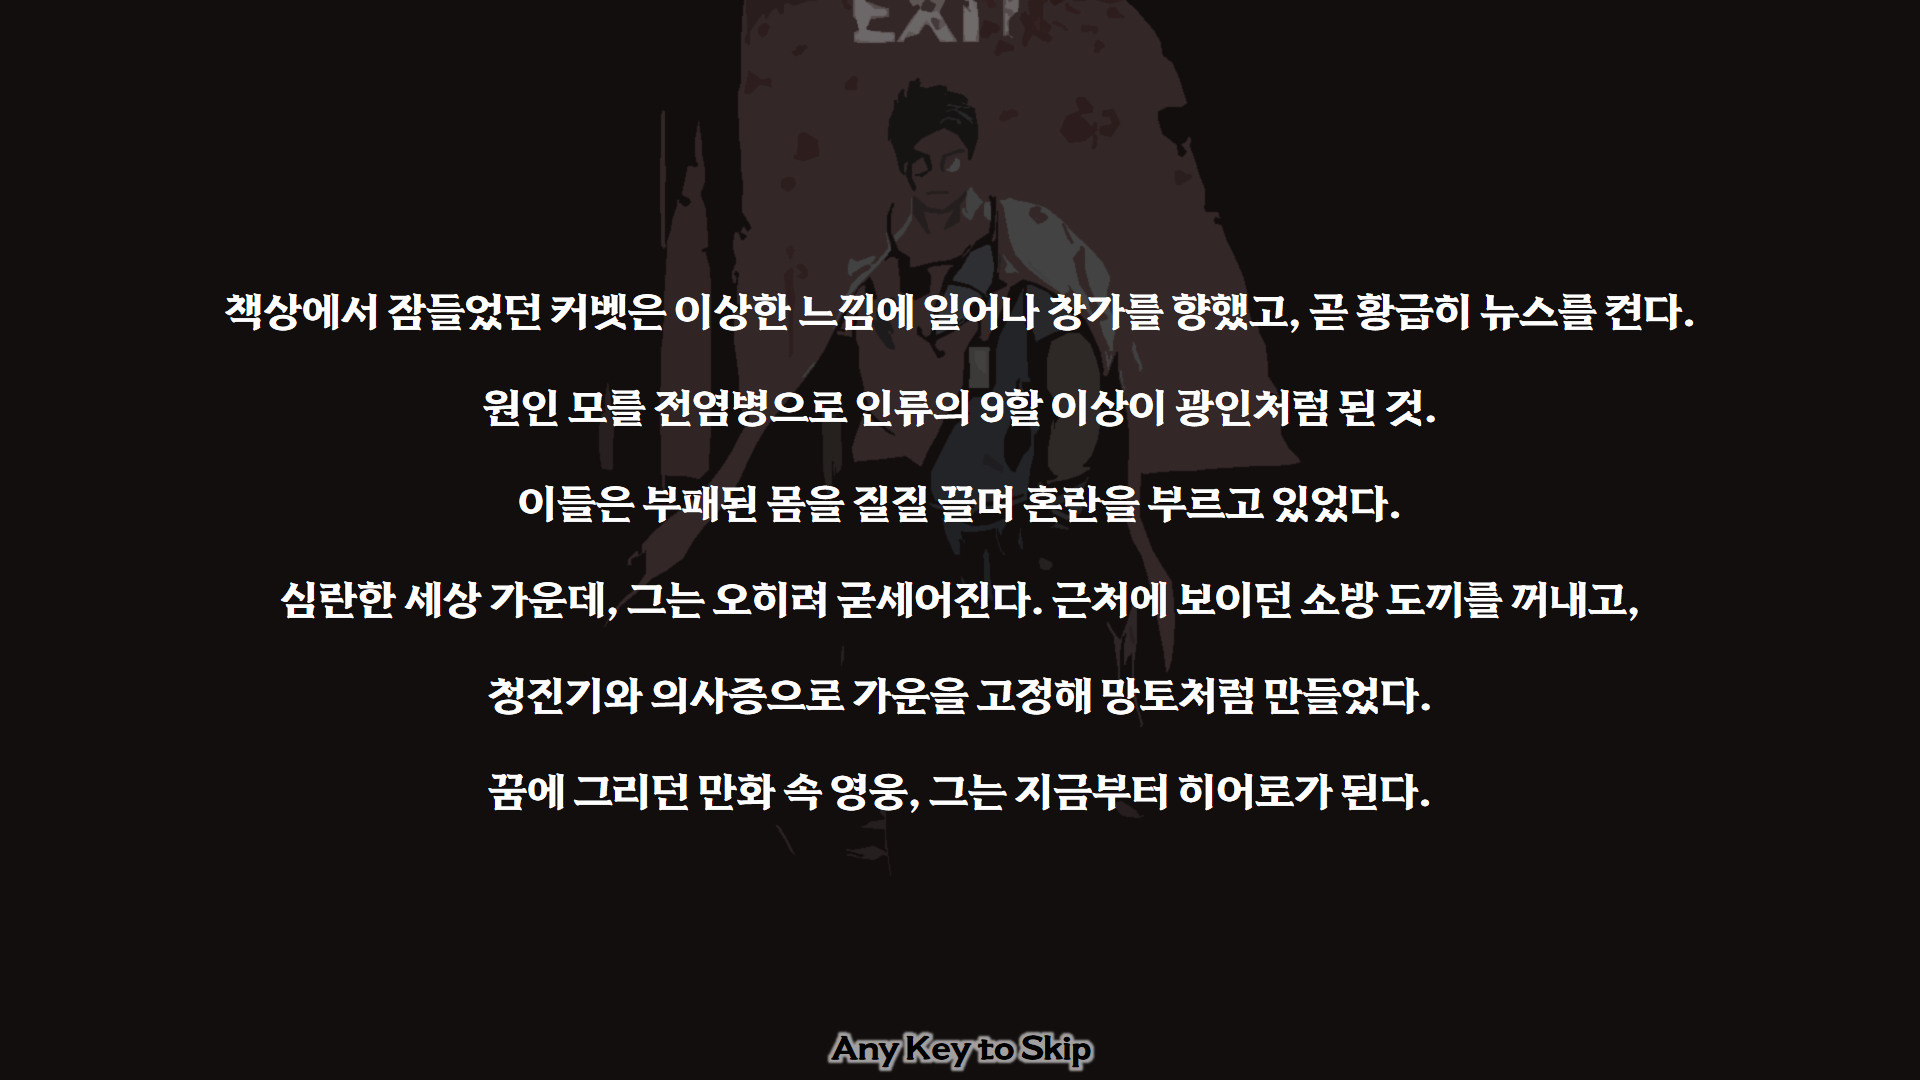 EXIT
책상에서 잠들었던 커벳은 이상한 느낌에 일어나 창가를 향했고, 곧 황급히 뉴스를 켠다.
원인 모를 전염병으로 인류의 9할 이상이 광인처럼 된 것.
이들은 부패된 몸을 질질 끌며 혼란을 부르고 있었다.
심란한 세상 가운데, 그는 오히려 굳세어진다. 근처에 보이던 소방 도끼를 꺼내고,
청진기와 의사증으로 가운을 고정해 망토처럼 만들었다.
꿈에 그리던 만화 속 영웅, 그는 지금부터 히어로가 된다.
Any Key to Skip